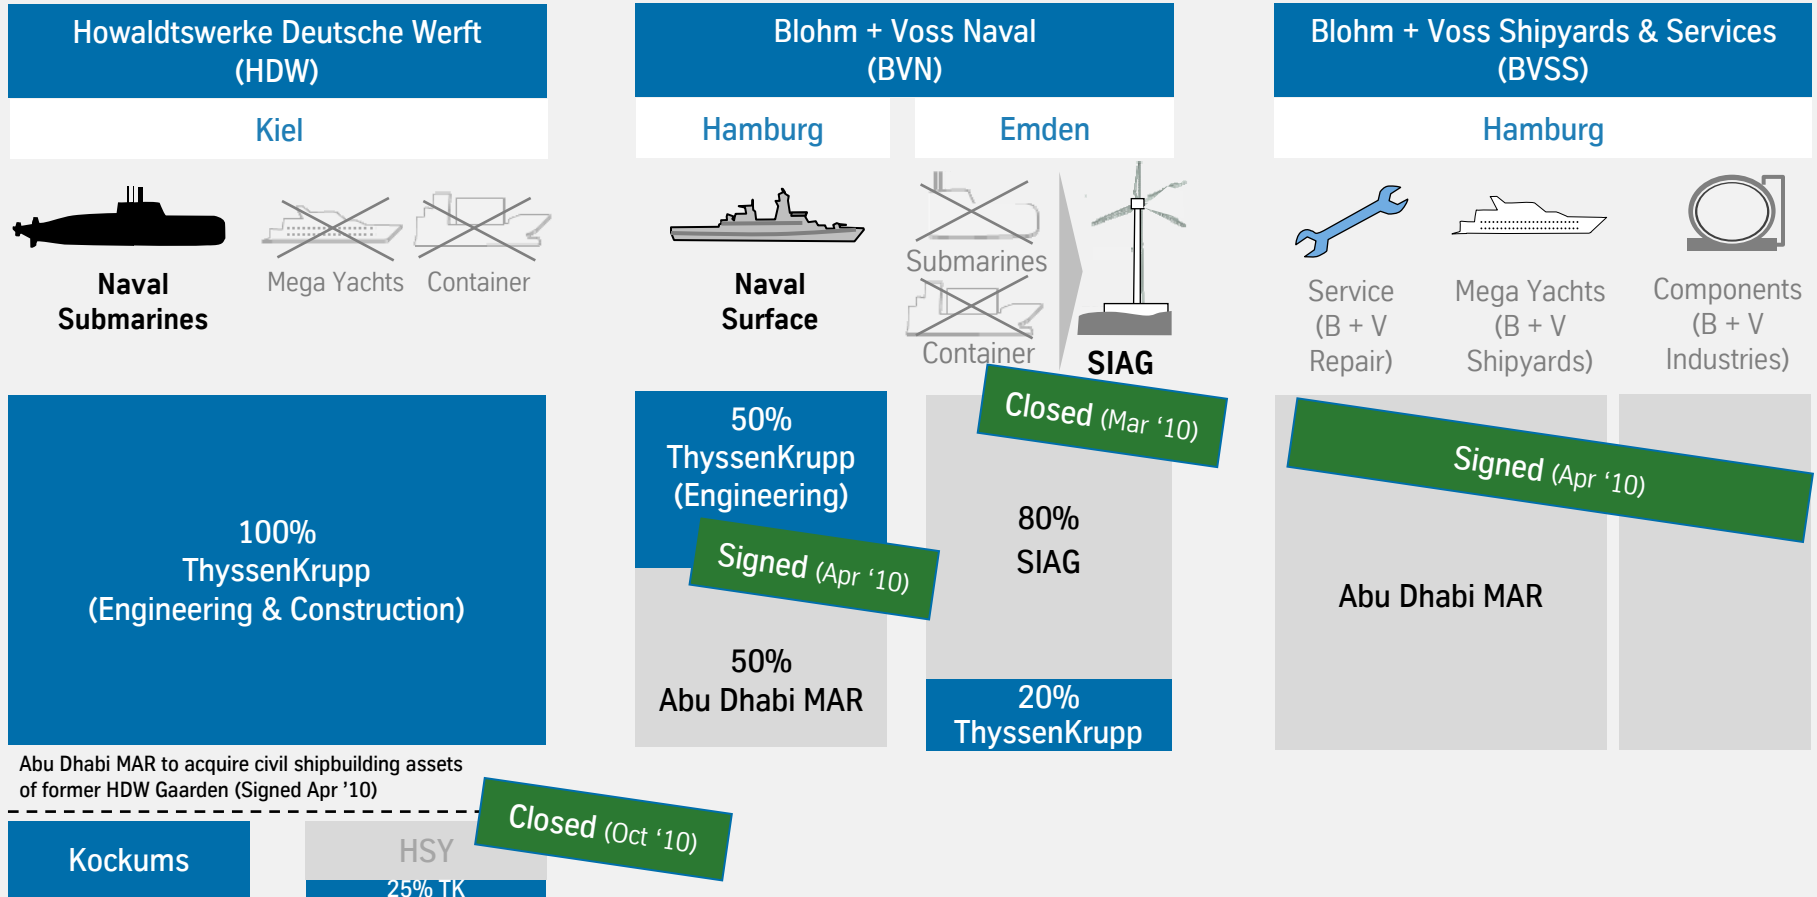 Howaldtswerke Deutsche Werft
(HDW)
Kiel
Naval
Submarines
Mega Yachts
Container
100%
ThyssenKrupp
(Engineering & Construction)
Abu Dhabi MAR to acquire civil shipbuilding assets
of former HDW Gaarden (Signed Apr ’10)
Kockums
HSY
25% TK
Closed (Oct ‘10)
Blohm + Voss Naval
(BVN)
Hamburg
Emden
Naval
Surface
Submarines
Container
SIAG
50%
ThyssenKrupp
(Engineering)
Signed (Apr ‘10)
50%
Abu Dhabi MAR
Closed (Mar ‘10)
80%
SIAG
20%
ThyssenKrupp
Blohm + Voss Shipyards & Services
(BVSS)
Hamburg
Service
(B + V
Repair)
Mega Yachts
(B + V
Shipyards)
Components
(B + V
Industries)
Signed (Apr ‘10)
Abu Dhabi MAR